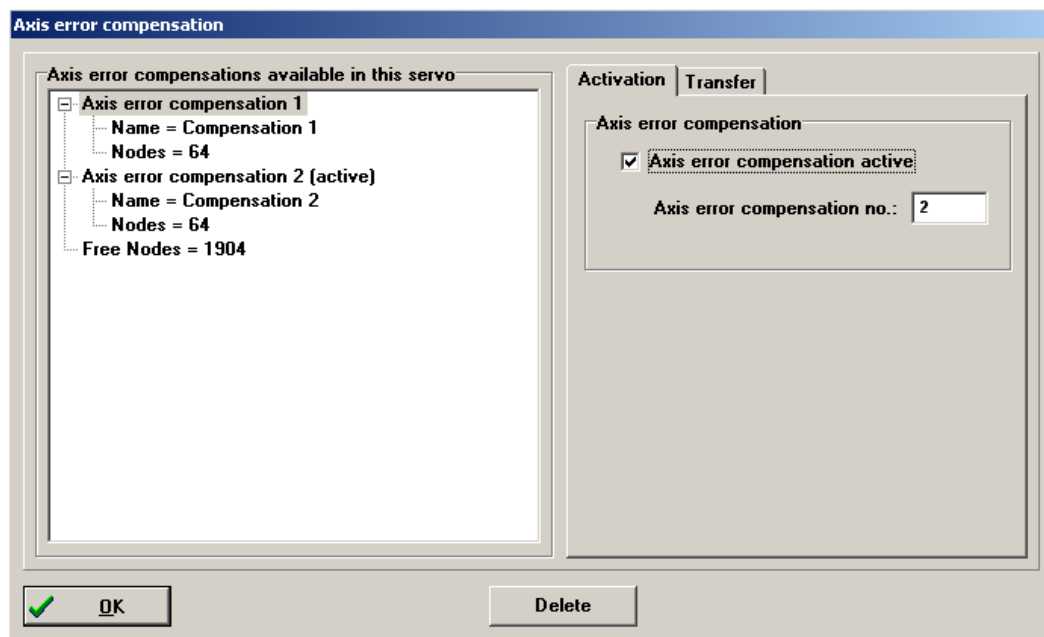 Axis error compensation
Axis error compensations available in this servo
Axis error compensation 1
Name = Compensation 1
Nodes = 64
Axis error compensation 2 (active)
Name = Compensation 2
Nodes = 64
Free Nodes = 1904
Activation
Transfer
Axis error compensation
Axis error compensation active
Axis error compensation no.: 2
OK
Delete